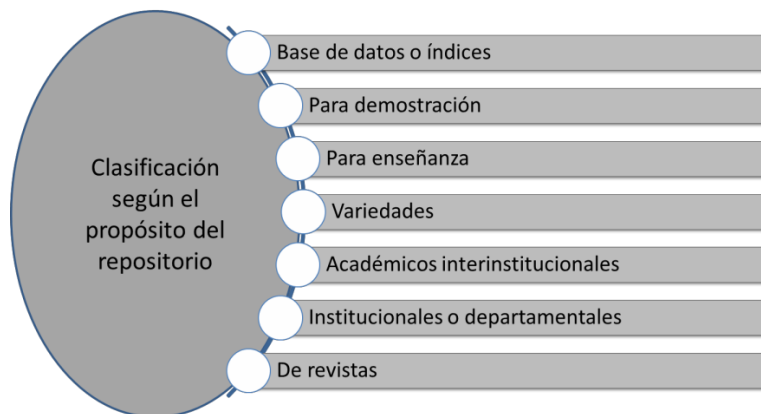 Clasificación
según el
propósito del
repositorio
Base de datos o índices
Para demostración
Para enseñanza
Variedades
Académicos interinstitucionales
Institucionales o departamentales
De revistas